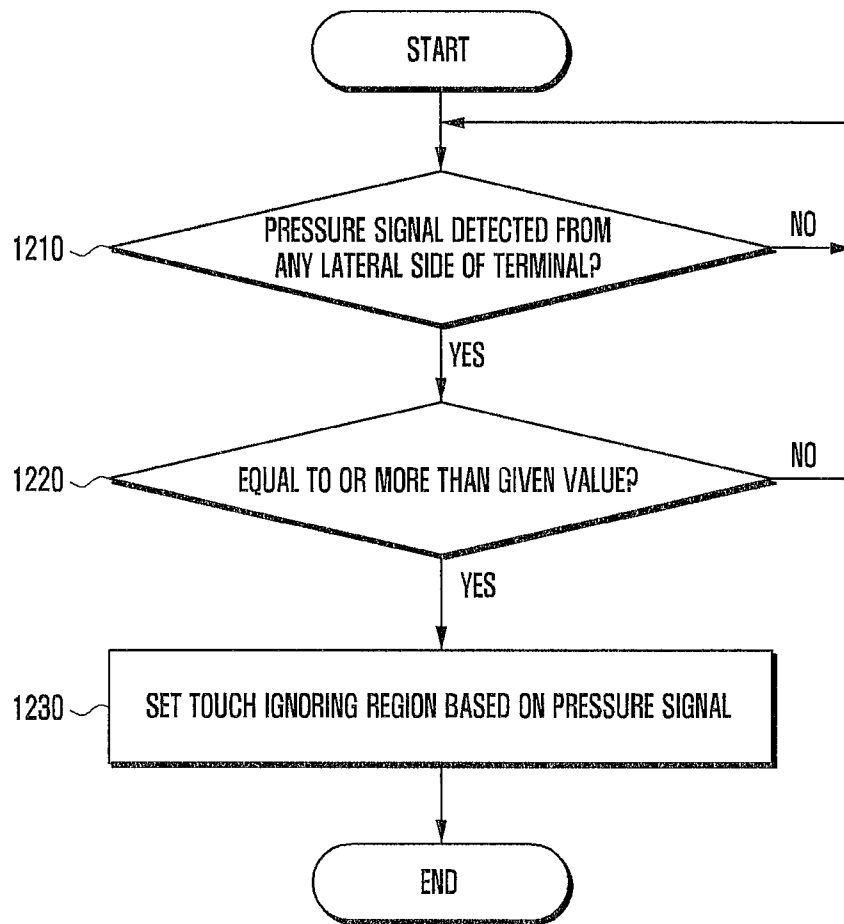 START
1210
PRESSURE SIGNAL DETECTED FROM
ANY LATERAL SIDE OF TERMINAL?
NO
YES
1220
EQUAL TO OR MORE THAN GIVEN VALUE?
NO
YES
1230
SET TOUCH IGNORING REGION BASED ON PRESSURE SIGNAL
END